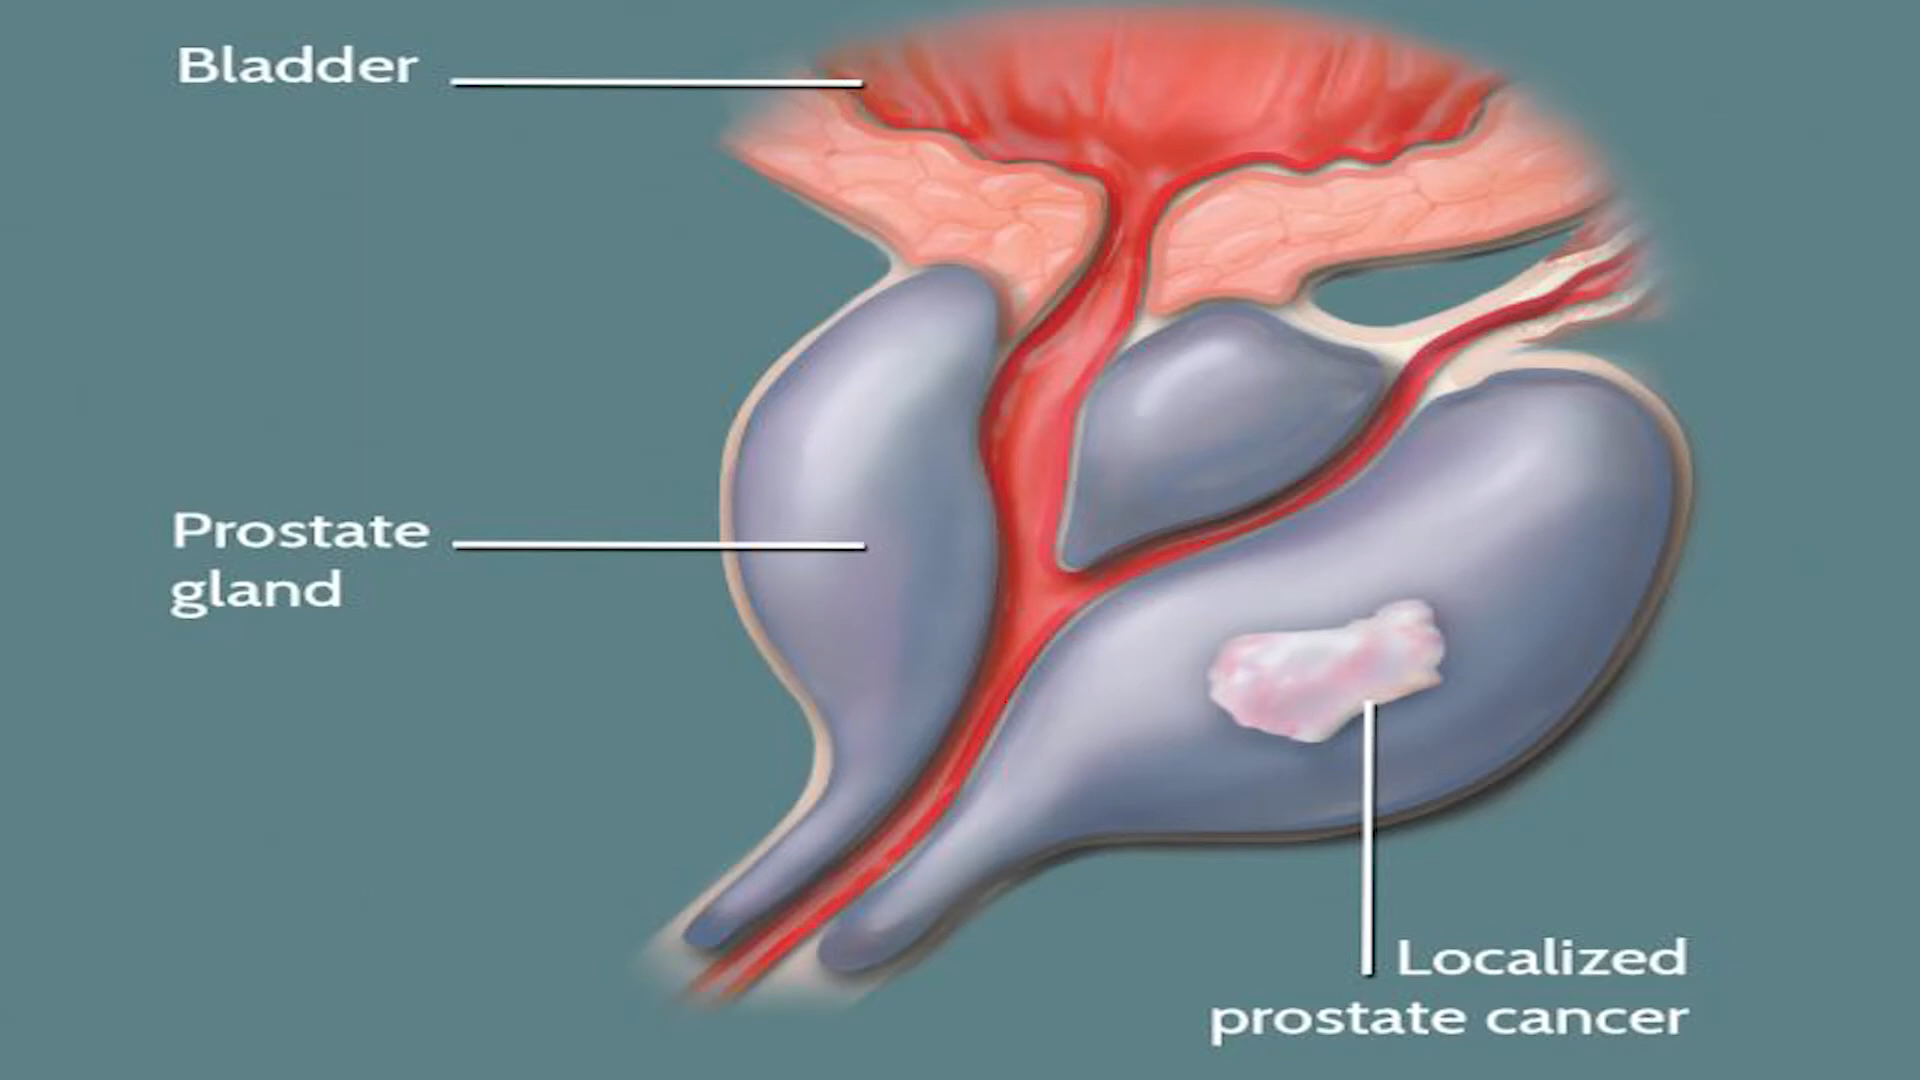 Bladder
Prostate
gland
Localized
prostate cancer